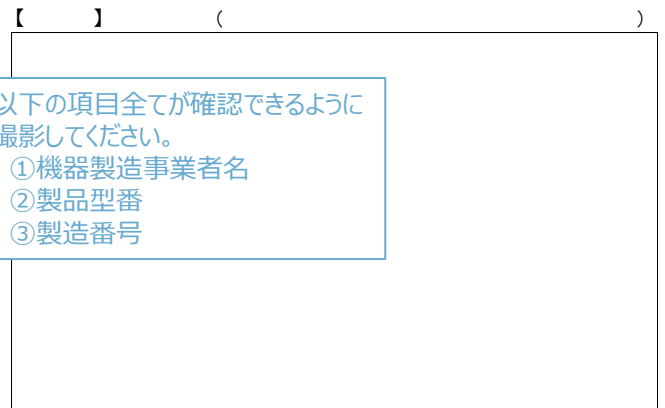 【　　】　　（　　　　　　　　　　　　　　　　）
以下の項目全てが確認できるように
撮影してください。
①機器製造事業者名
②製品型番
③製造番号